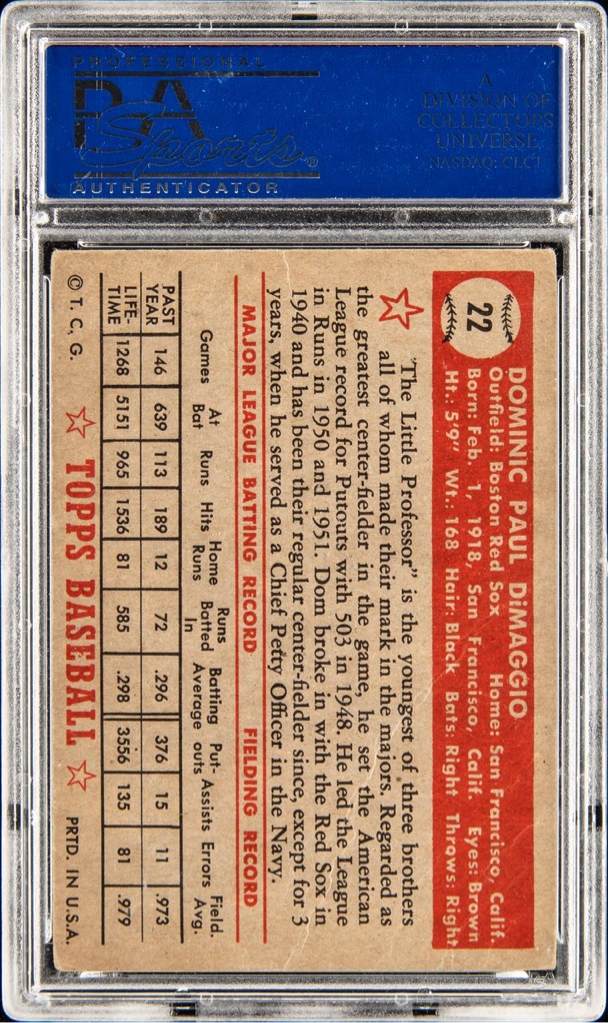 PROFESSIONAL
PSA
Sports®
AUTHENTICATOR
A
DIVISION OF
COLLECTORS
UNIVERSE
NASDAQ: CLCT
22
DOMINIC PAUL DiMAGGIO
Outfield: Boston Red Sox Home: San Francisco, Calif.
Born: Feb. 1, 1918, San Francisco, Calif. Eyes: Brown
Ht.: 5'9" Wt.: 168 Hair: Black Bats: Right Throws: Right
"The Little Professor" is the youngest of three brothers
all of whom made their mark in the majors. Regarded as
the greatest center-fielder in the game, he set the American
League record for Putouts with 503 in 1948. He led the League
in Runs in 1950 and 1951. Dom broke in with the Red Sox in
1940 and has been their regular center-fielder since, except for 3
years, when he served as a Chief Petty Officer in the Navy.
MAJOR LEAGUE BATTING RECORD FIELDING RECORD
Games At Bat Runs Hits Home Runs Runs Batted In Batting Average Put-outs Assists Errors Field. Avg.
PAST YEAR 146 639 113 189 12 72 .296 376 15 11 .973
LIFE-TIME 1268 5151 965 1536 81 585 .298 3556 135 81 .979
© T. C. G. TOPPS BASEBALL PRTD. IN U.S.A.